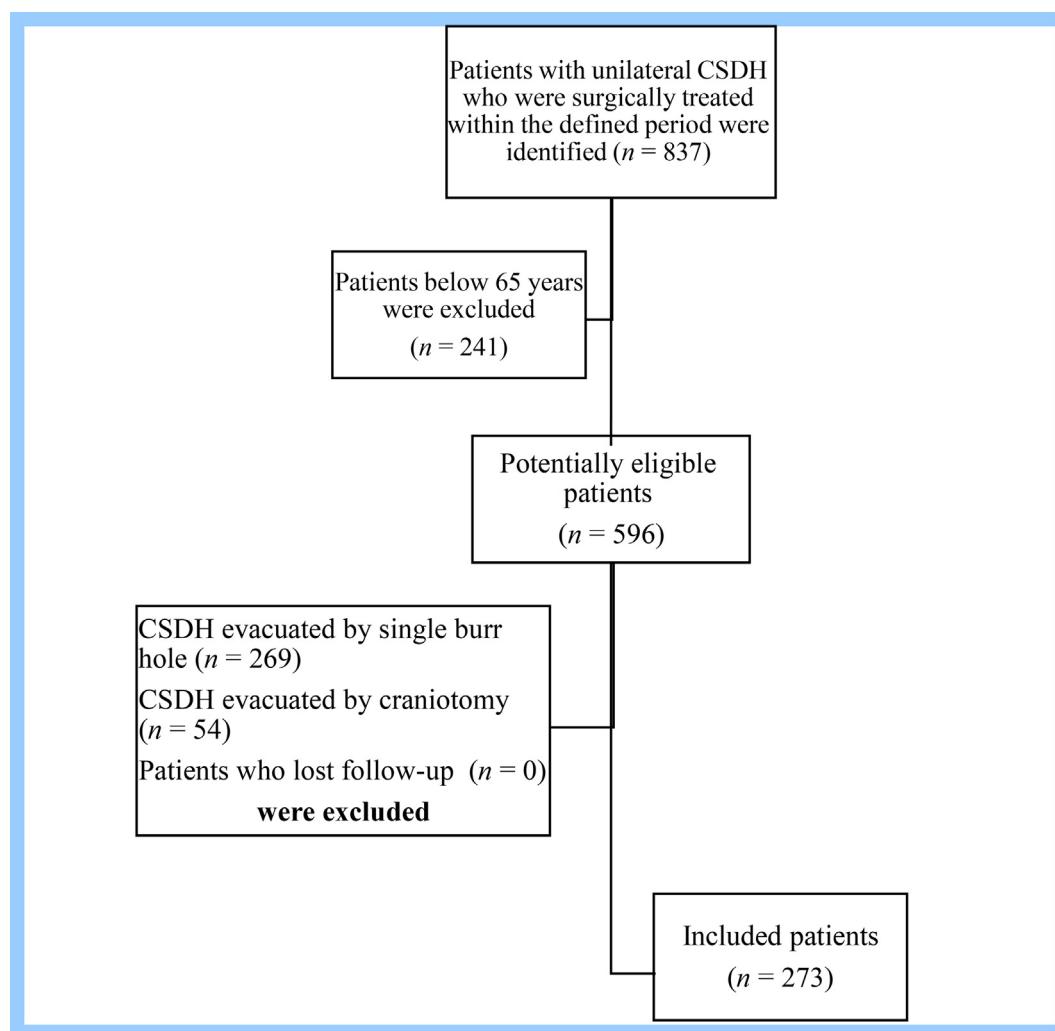 Patients with unilateral CSDH
who were surgically treated
within the defined period were
identified (n = 837)
Patients below 65 years
were excluded
(n = 241)
Potentially eligible
patients
(n = 596)
CSDH evacuated by single burr
hole (n = 269)
CSDH evacuated by craniotomy
(n = 54)
Patients who lost follow-up (n = 0)
were excluded
Included patients
(n = 273)